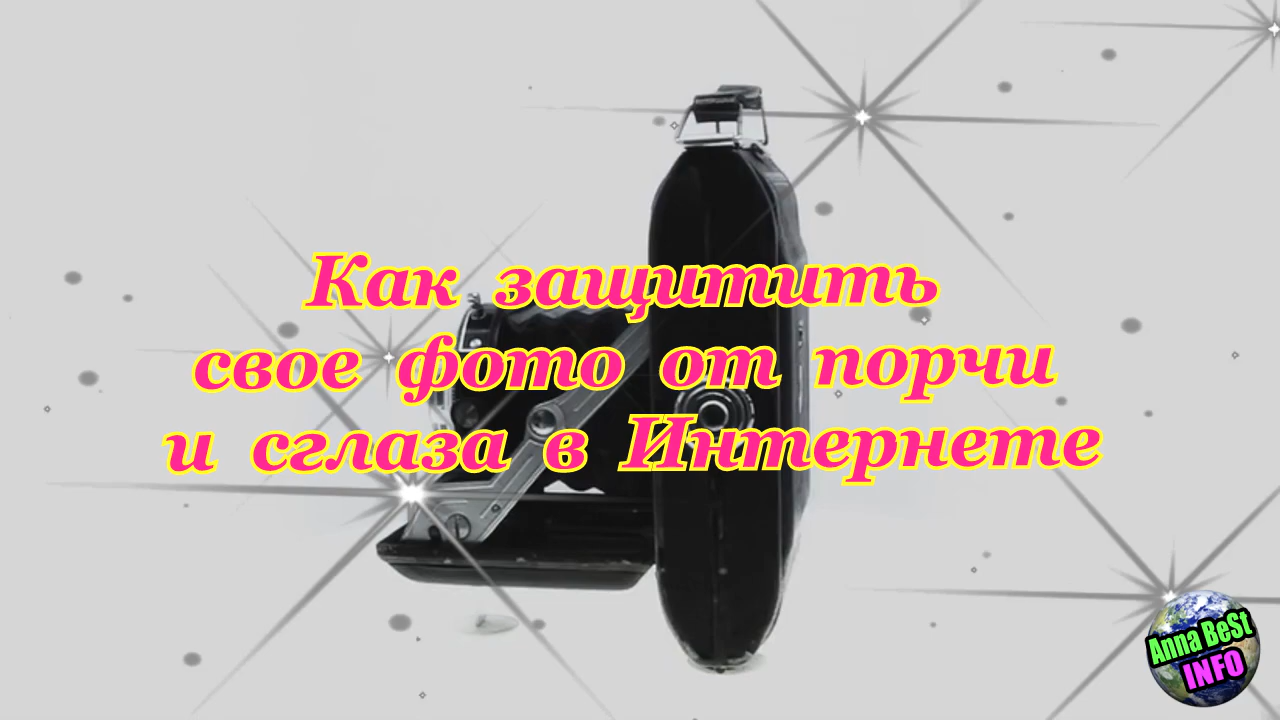 Как защитить
свое фото от порчи
и сглаза в Интернете
Anna BeSt
INFO